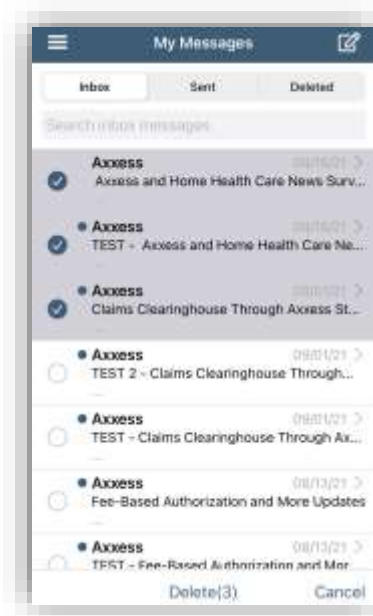 My Messages
Inbox Sent Deleted
Search inbox messages
Axxess
Axxess and Home Health Care News Surv...
Axxess
TEST - Axxess and Home Health Care Ne...
Axxess
Claims Clearinghouse Through Axxess St...
Axxess 09/01/21
TEST 2 - Claims Clearinghouse Through...
Axxess 09/01/21
TEST - Claims Clearinghouse Through Ax...
Axxess 08/13/21
Fee-Based Authorization and More Updates
Axxess 08/13/21
TEST - Fee-Based Authorization and Mor...
Delete(3) Cancel